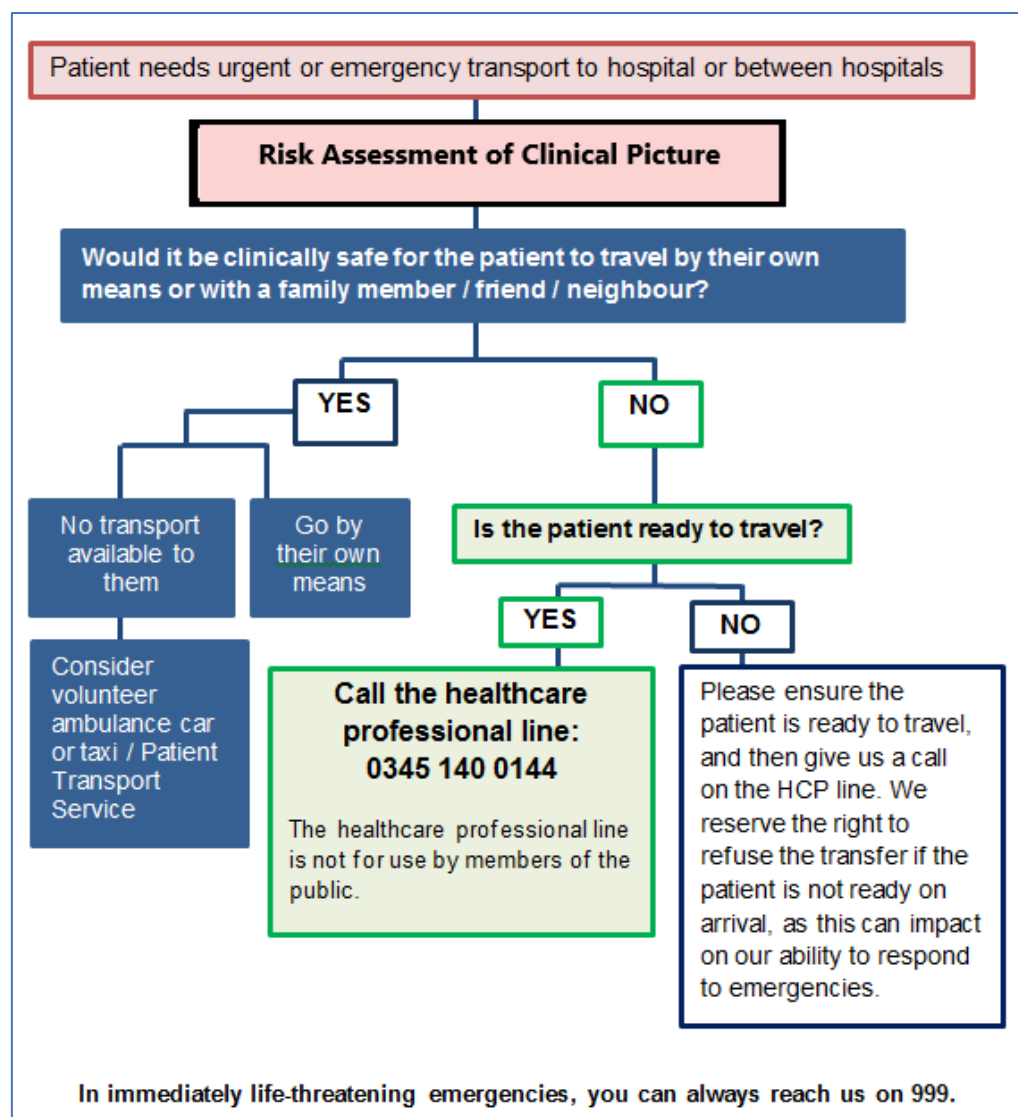 Patient needs urgent or emergency transport to hospital or between hospitals
Risk Assessment of Clinical Picture
Would it be clinically safe for the patient to travel by their own
means or with a family member / friend / neighbour?
YES
NO
No transport
available to
them
Go by
their own
means
Consider
volunteer
ambulance car
or taxi / Patient
Transport
Service
Is the patient ready to travel?
YES
NO
Call the healthcare
professional line:
0345 140 0144
The healthcare professional line
is not for use by members of the
public.
Please ensure the
patient is ready to travel,
and then give us a call
on the HCP line. We
reserve the right to
refuse the transfer if the
patient is not ready on
arrival, as this can impact
on our ability to respond
to emergencies.
In immediately life-threatening emergencies, you can always reach us on 999.